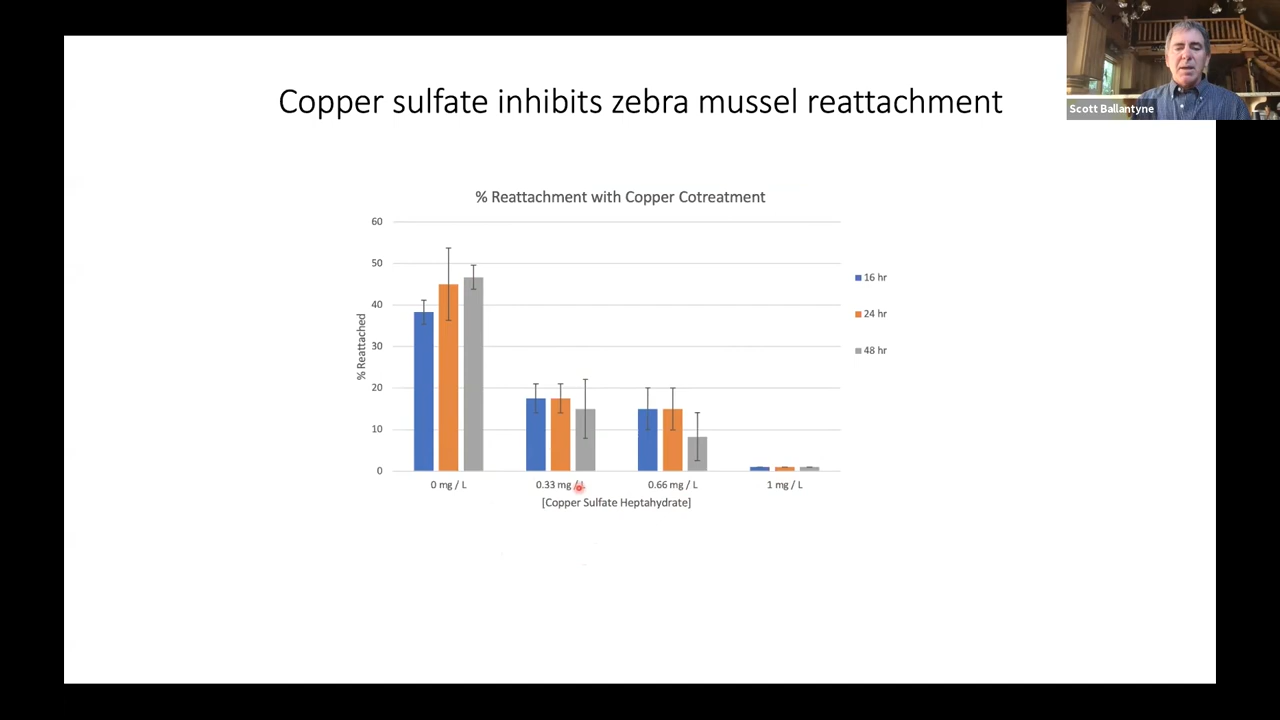 Copper sulfate inhibits zebra mussel reattachment
Scott Ballantyne
% Reattachment with Copper Cotreatment
60
50
40
30
20
10
0
% Reattached
16 hr
24 hr
48 hr
0 mg / L
0.33 mg / L
0.66 mg / L
1 mg / L
[Copper Sulfate Heptahydrate]